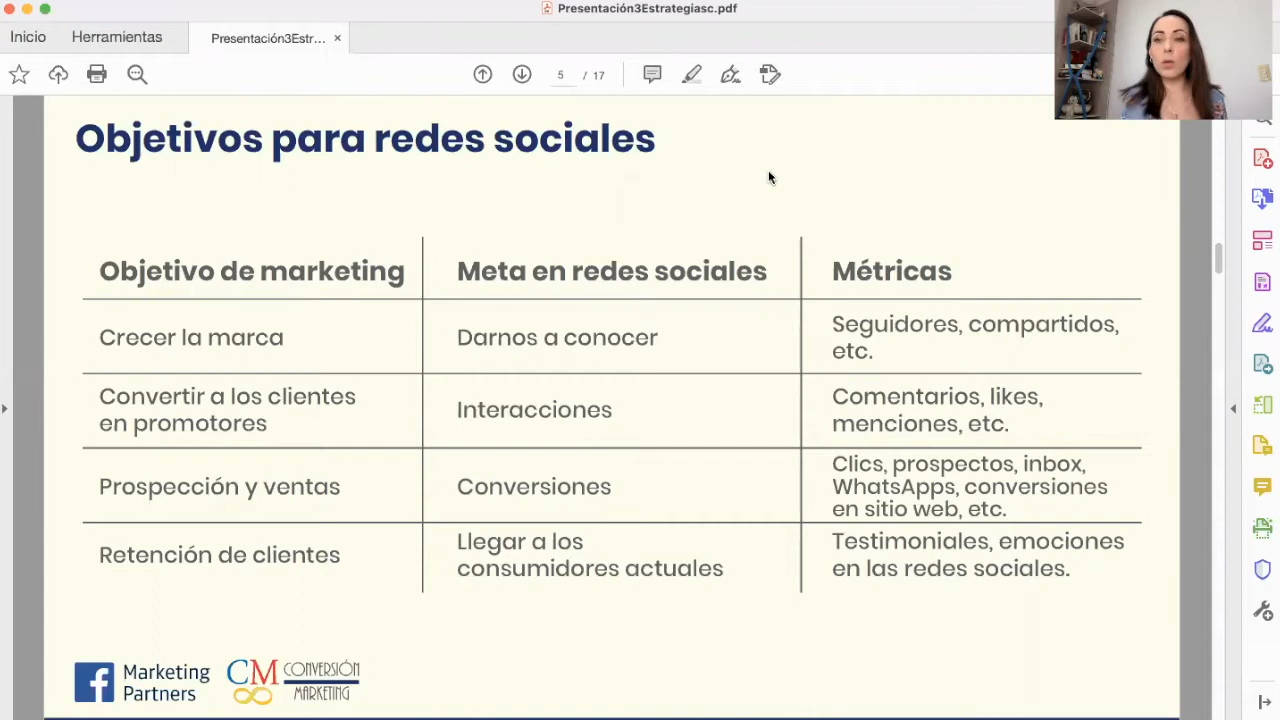 Presentación3Estrategiasc.pdf
Inicio
Herramientas
Presentación3Estr...
5 / 17
Objetivos para redes sociales
Objetivo de marketing
Meta en redes sociales
Métricas
Crecer la marca
Darnos a conocer
Seguidores, compartidos,
etc.
Convertir a los clientes
en promotores
Interacciones
Comentarios, likes,
menciones, etc.
Prospección y ventas
Conversiones
Clics, prospectos, inbox,
WhatsApps, conversiones
en sitio web, etc.
Retención de clientes
Llegar a los
consumidores actuales
Testimoniales, emociones
en las redes sociales.
f Marketing
Partners
CM
CONVERSIÓN
MARKETING